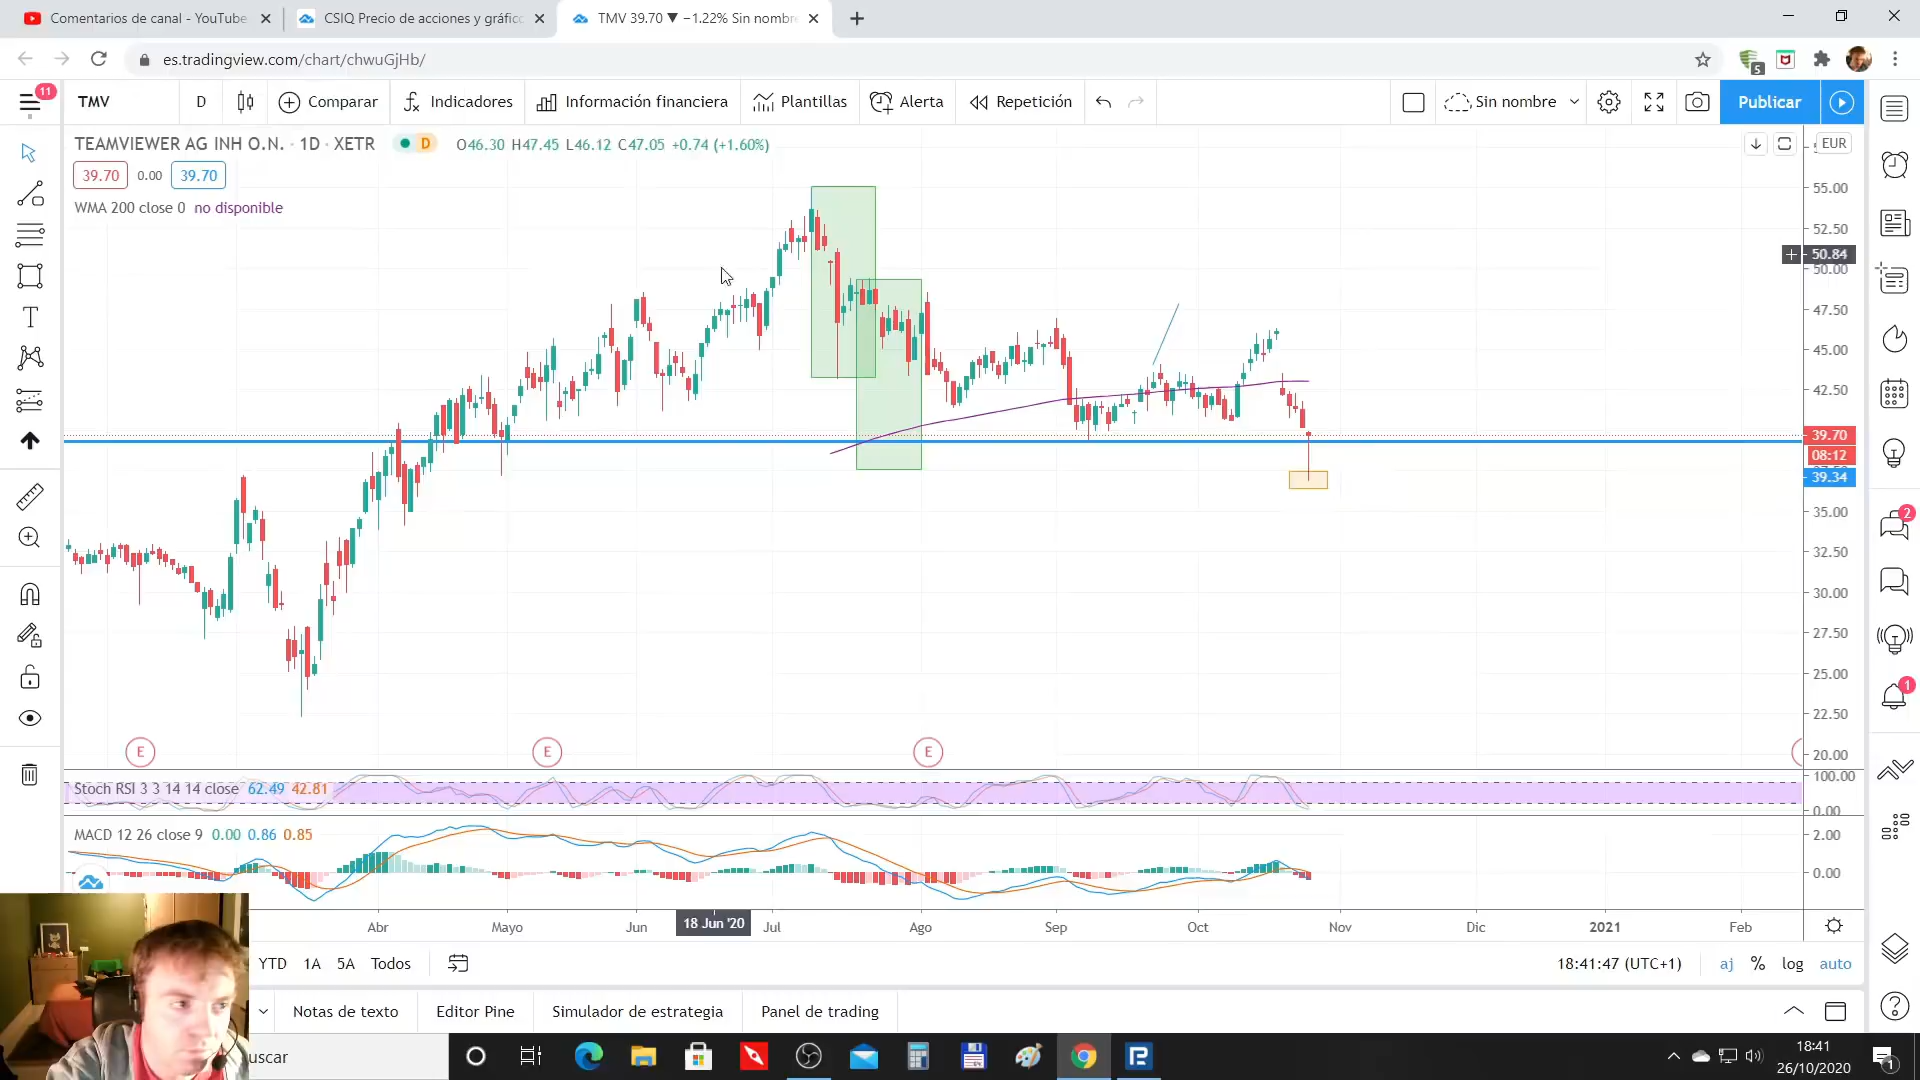 Comentarios de canal - YouTube
CSIQ Precio de acciones y gráfic
TMV 39.70 ▼ −1.22% Sin nombr
es.tradingview.com/chart/chwuGjHb/
5
11
TMV
D
Comparar
Indicadores
Información financiera
Plantillas
Alerta
Repetición
Sin nombre
Publicar
TEAMVIEWER AG INH O.N. · 1D · XETR
D
O46.30 H47.45 L46.12 C47.05 +0.74 (+1.60%)
EUR
39.70
0.00
39.70
WMA 200 close 0 no disponible
55.00
52.50
50.84
50.00
47.50
45.00
42.50
39.70
08:12
39.34
35.00
32.50
30.00
27.50
25.00
22.50
20.00
2
1
E
E
E
Stoch RSI 3 3 14 14 close 62.49 42.81
100.00
0.00
MACD 12 26 close 9 0.00 0.86 0.85
2.00
0.00
Abr
Mayo
Jun
18 Jun '20
Jul
Ago
Sep
Oct
Nov
Dic
2021
Feb
YTD
1A
5A
Todos
18:41:47 (UTC+1)
aj
%
log
auto
Notas de texto
Editor Pine
Simulador de estrategia
Panel de trading
uscar
18:41
26/10/2020
1